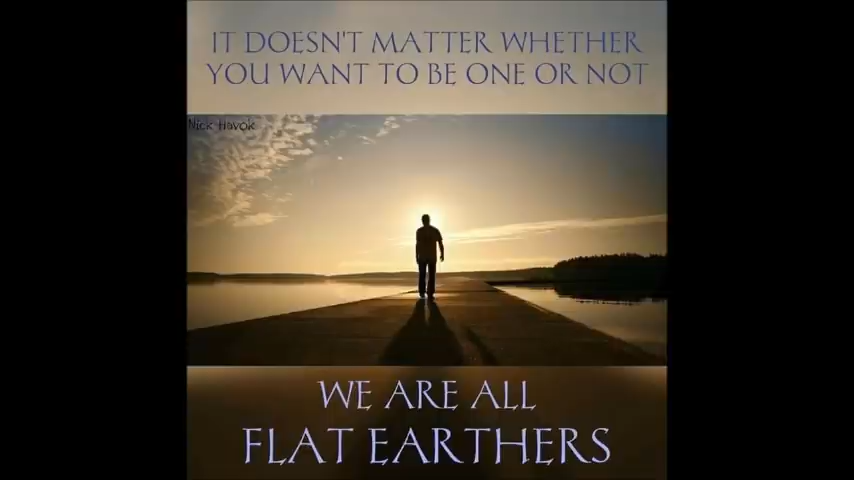 IT DOESN'T MATTER WHETHER
YOU WANT TO BE ONE OR NOT
Nick Havok
WE ARE ALL
FLAT EARTHERS